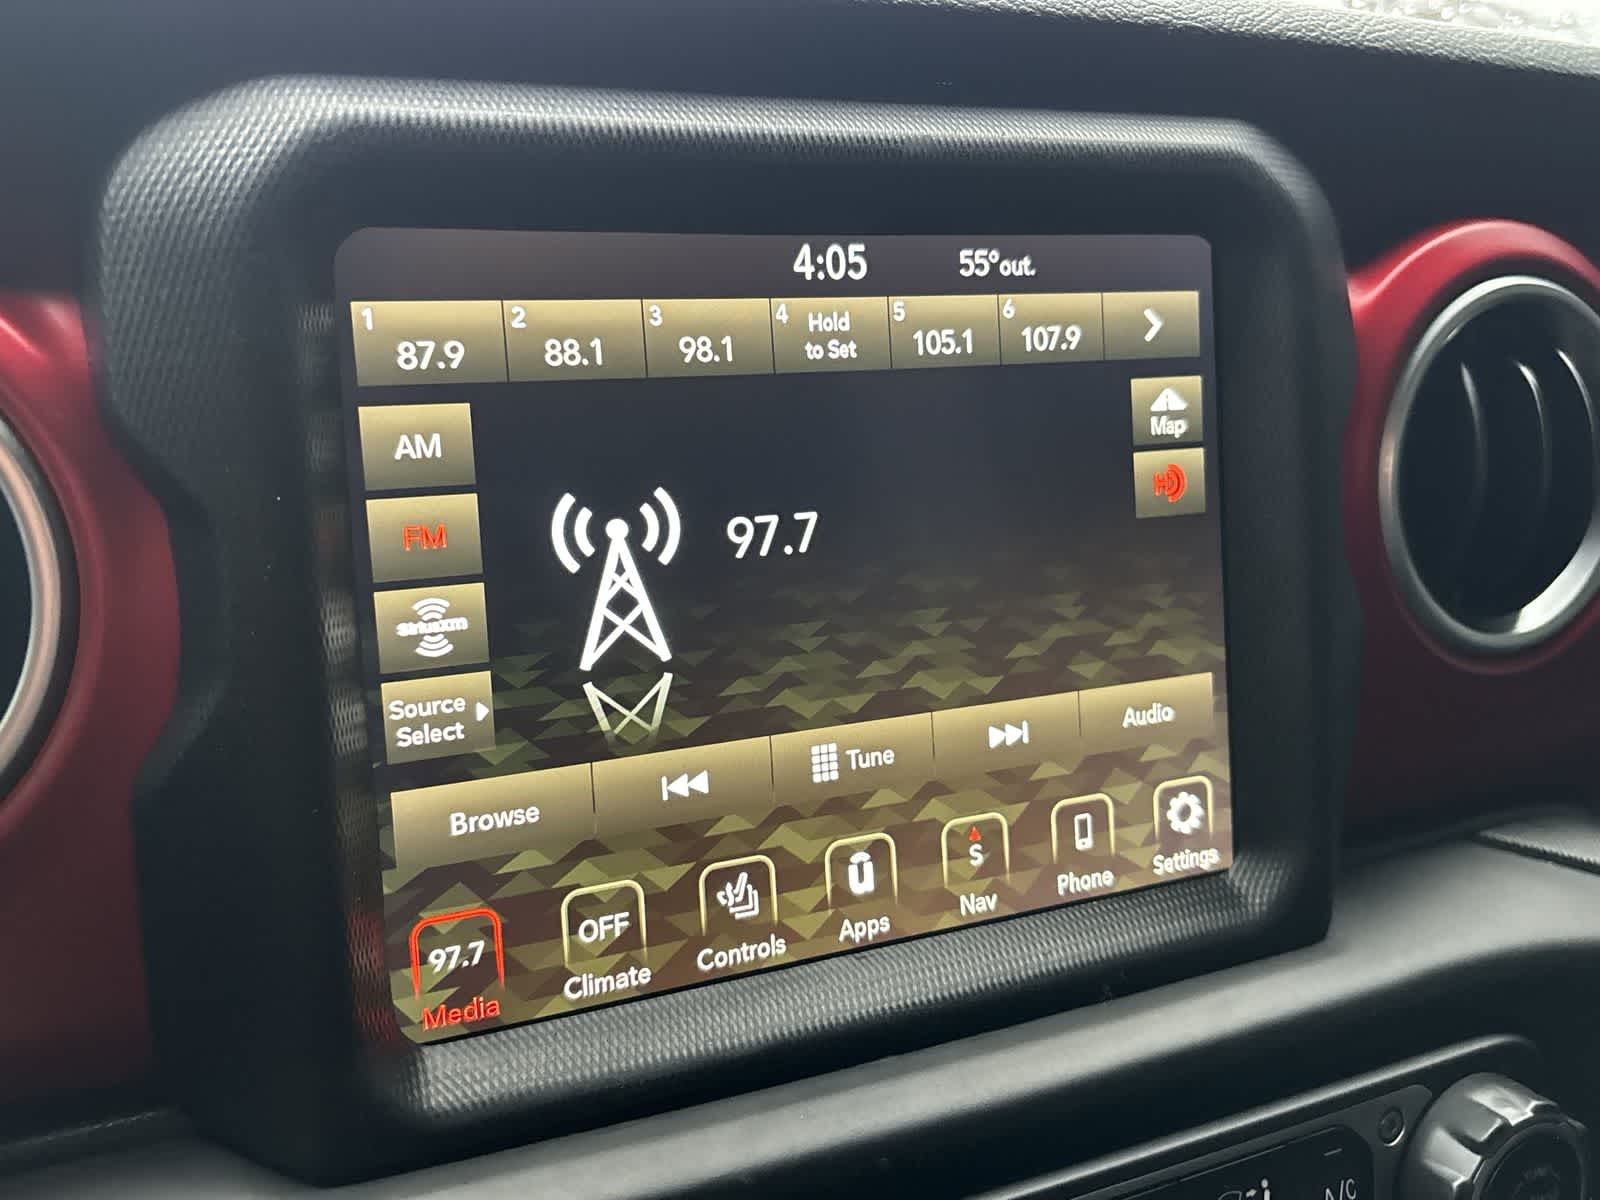 4:05 55° out.
1 87.9 2 88.1 3 98.1 4 Hold to Set 5 105.1 6 107.9
AM
Map
FM
HD
97.7
SiriusXM
Source
Select
Browse Tune Audio
97.7 OFF S
Media Climate Controls Apps Nav Phone Settings
A/C